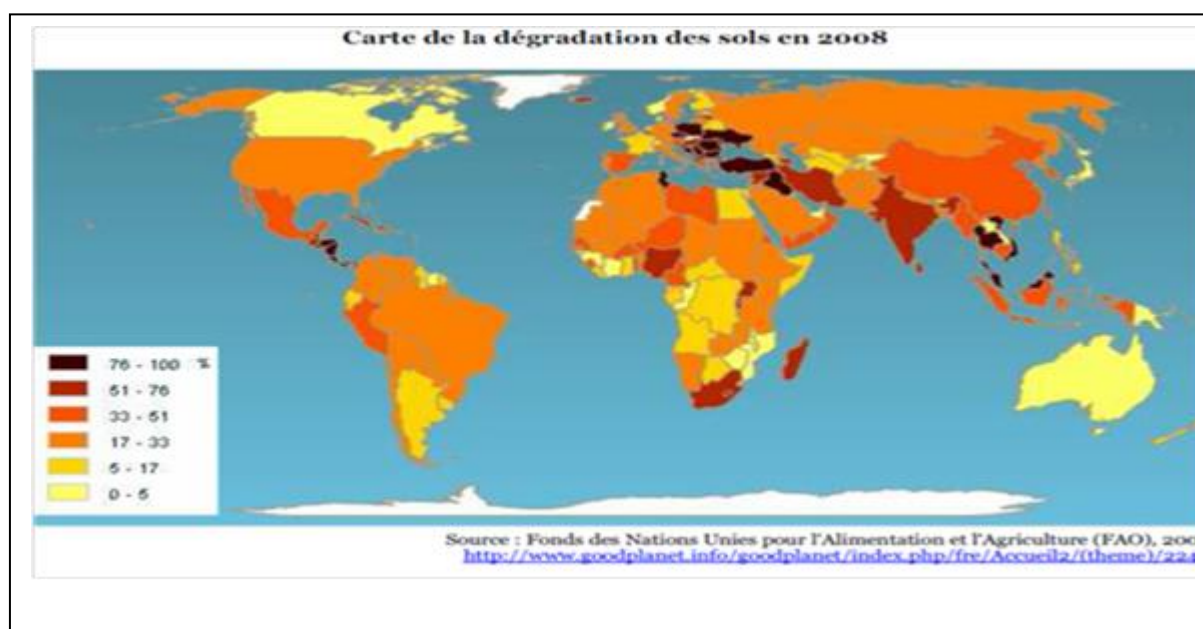 Carte de la dégradation des sols en 2008
76 - 100 %
51 - 76
33 - 51
17 - 33
5 - 17
0 - 5
Source : Fonds des Nations Unies pour l'Alimentation et l'Agriculture (FAO), 200
http://www.goodplanet.info/goodplanet/index.php/fre/Accueil2/(theme)/224